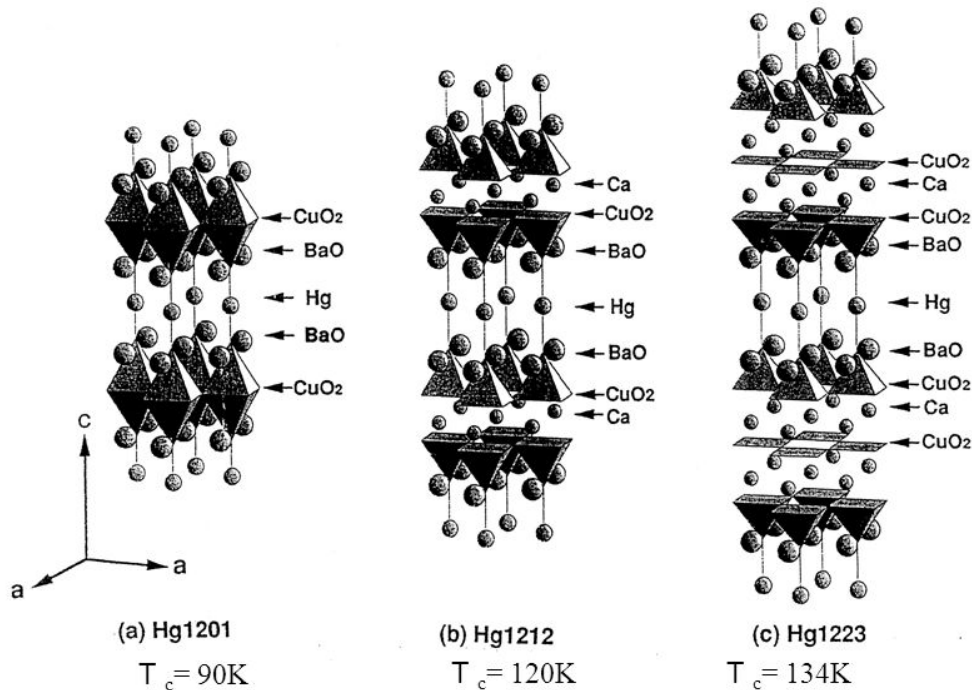 CuO₂
BaO
Hg
BaO
CuO₂
c
a
a
(a) Hg1201
T c= 90K
Ca
CuO₂
BaO
Hg
BaO
CuO₂
Ca
(b) Hg1212
T c= 120K
CuO₂
Ca
CuO₂
BaO
Hg
BaO
CuO₂
Ca
CuO₂
(c) Hg1223
T c= 134K